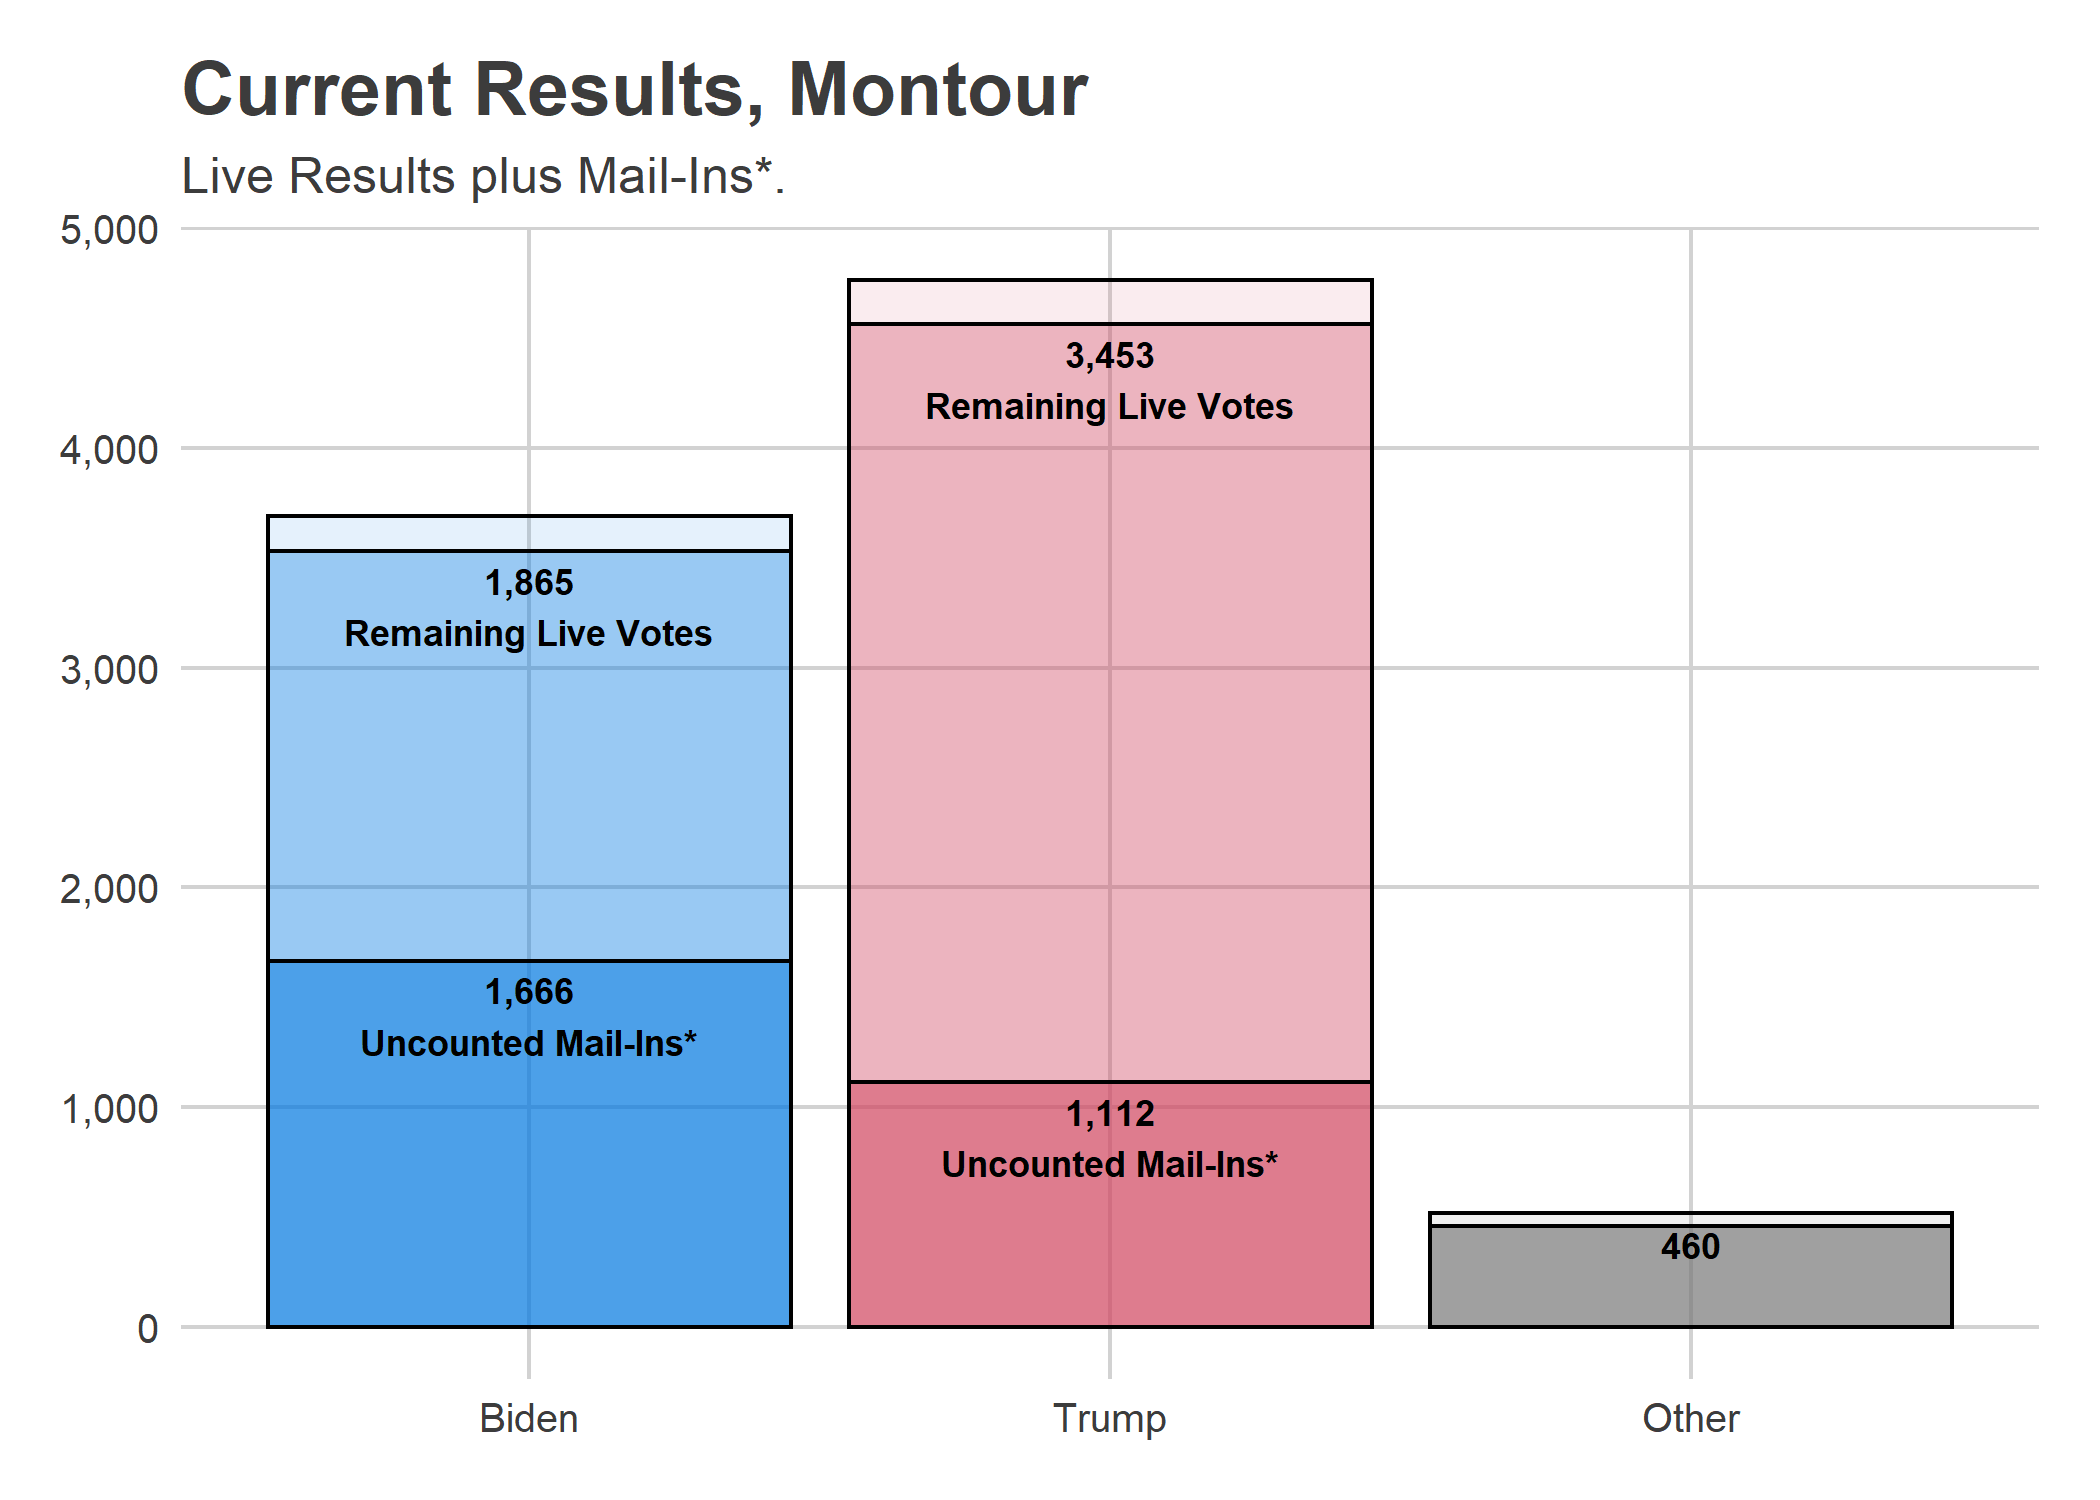 Current Results, Montour
Live Results plus Mail-Ins*.
5,000
4,000
3,000
2,000
1,000
0
1,865
Remaining Live Votes
1,666
Uncounted Mail-Ins*
3,453
Remaining Live Votes
1,112
Uncounted Mail-Ins*
460
Biden
Trump
Other